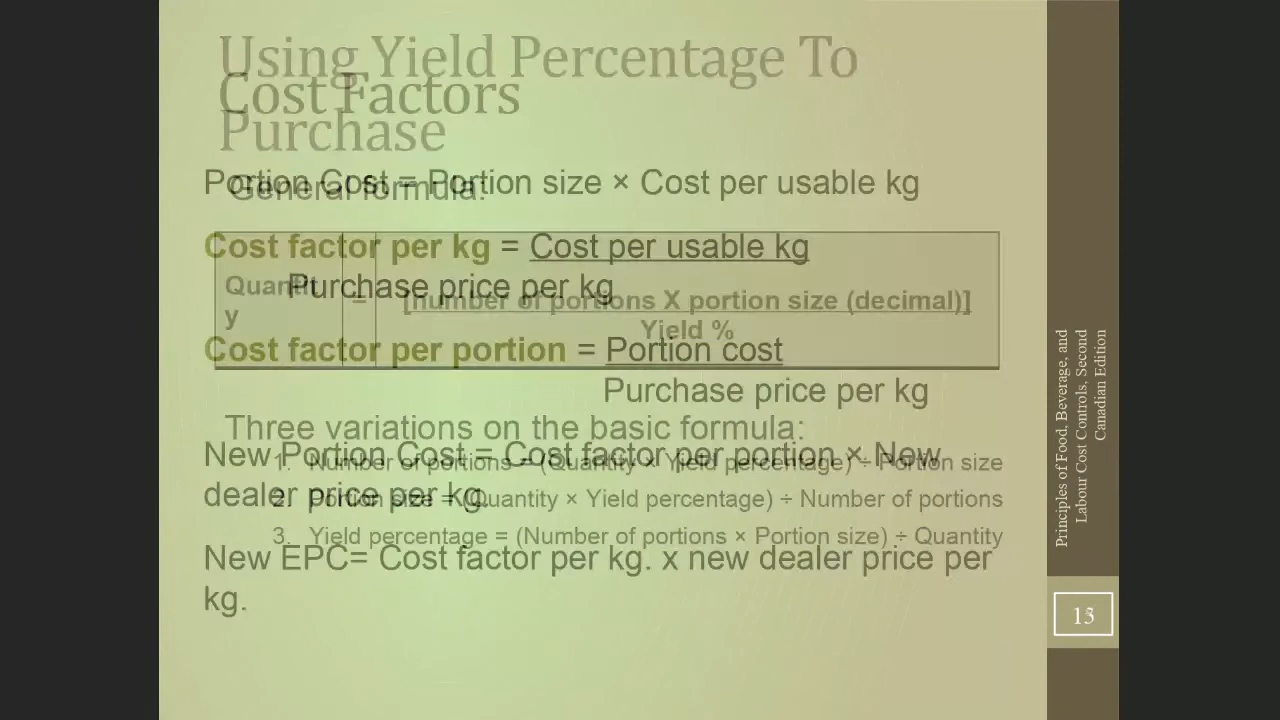 Using Yield Percentage To
Cost Factors
Purchase
Portion Cost = Portion size × Cost per usable kg
General formula:
Cost factor per kg = Cost per usable kg
Purchase price per kg
Quantit
y
=
[number of portions X portion size (decimal)]
Yield %
Cost factor per portion = Portion cost
Purchase price per kg
Three variations on the basic formula:
New Portion Cost = Cost factor per portion × New
dealer price per kg.
1. Number of portions = (Quantity × Yield percentage) ÷ Portion size
2. Portion size = (Quantity × Yield percentage) ÷ Number of portions
3. Yield percentage = (Number of portions × Portion size) ÷ Quantity
New EPC= Cost factor per kg. x new dealer price per
kg.
Principles of Food, Beverage, and
Labour Cost Controls, Second
Canadian Edition